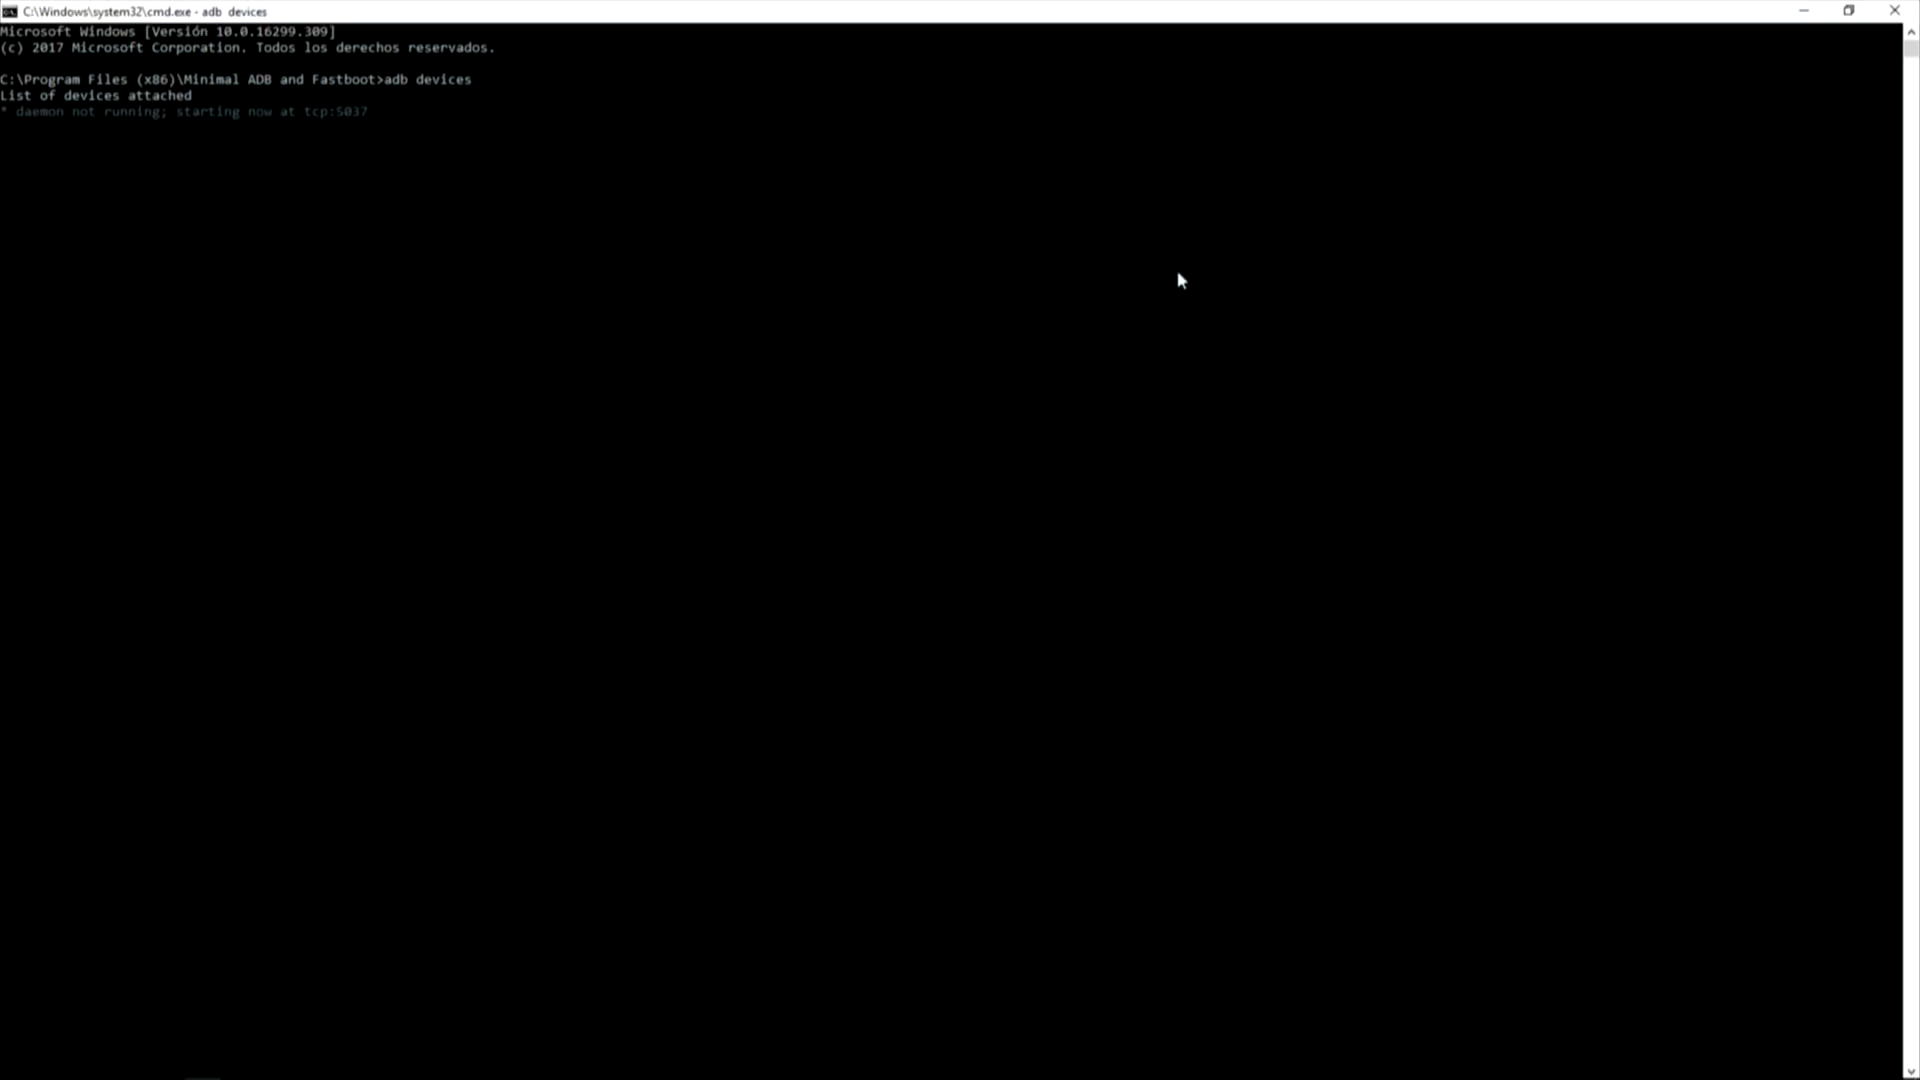 C:\Windows\system32\cmd.exe - adb  devices
Microsoft Windows [Versión 10.0.16299.309]
(c) 2017 Microsoft Corporation. Todos los derechos reservados.
C:\Program Files (x86)\Minimal ADB and Fastboot>adb devices
List of devices attached
* daemon not running; starting now at tcp:5037